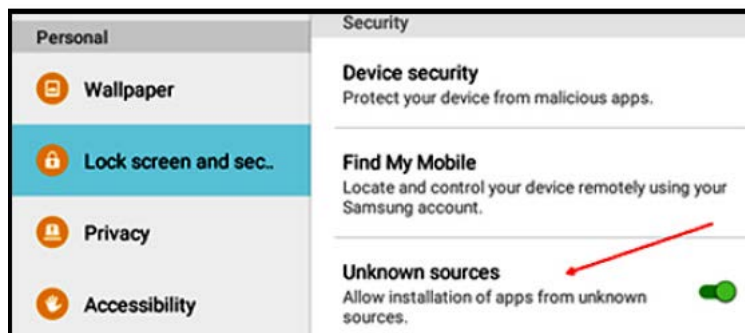 Personal
Wallpaper
Lock screen and sec..
Privacy
Accessibility
Security
Device security
Protect your device from malicious apps.
Find My Mobile
Locate and control your device remotely using your
Samsung account.
Unknown sources
Allow installation of apps from unknown
sources.